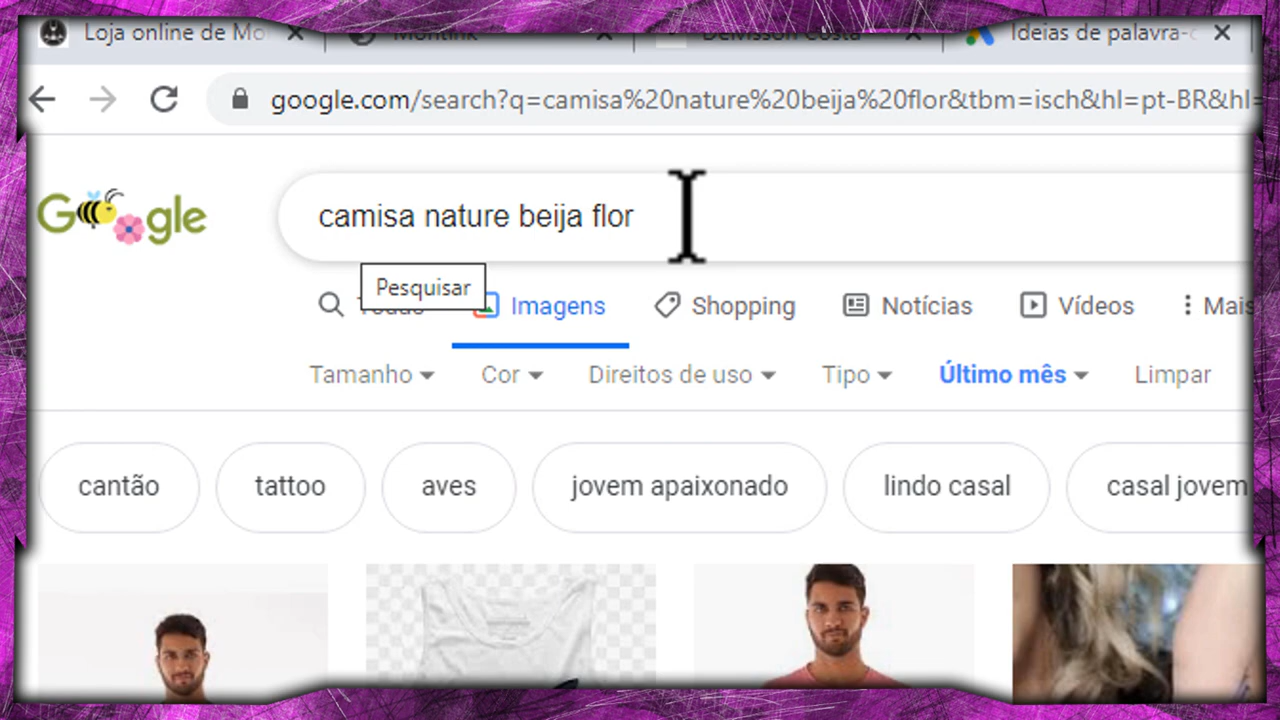 Loja online de Mo
Montink
Deivisson Costa
Ideias de palavra-c
google.com/search?q=camisa%20nature%20beija%20flor&tbm=isch&hl=pt-BR&hl=
Google
camisa nature beija flor
Pesquisar
Imagens
Shopping
Notícias
Vídeos
Mais
Tamanho
Cor
Direitos de uso
Tipo
Último mês
Limpar
cantão
tattoo
aves
jovem apaixonado
lindo casal
casal jovem